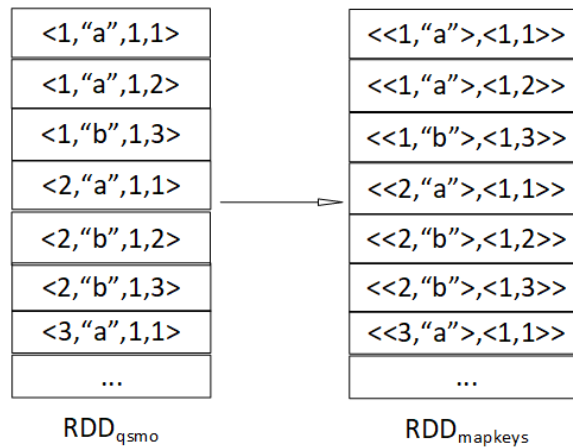 <1,“a”,1,1>
<1,“a”,1,2>
<1,“b”,1,3>
<2,“a”,1,1>
<2,“b”,1,2>
<2,“b”,1,3>
<3,“a”,1,1>
...
RDDqsmo
<<1,“a”>,<1,1>>
<<1,“a”>,<1,2>>
<<1,“b”>,<1,3>>
<<2,“a”>,<1,1>>
<<2,“b”>,<1,2>>
<<2,“b”>,<1,3>>
<<3,“a”>,<1,1>>
...
RDDmapkeys